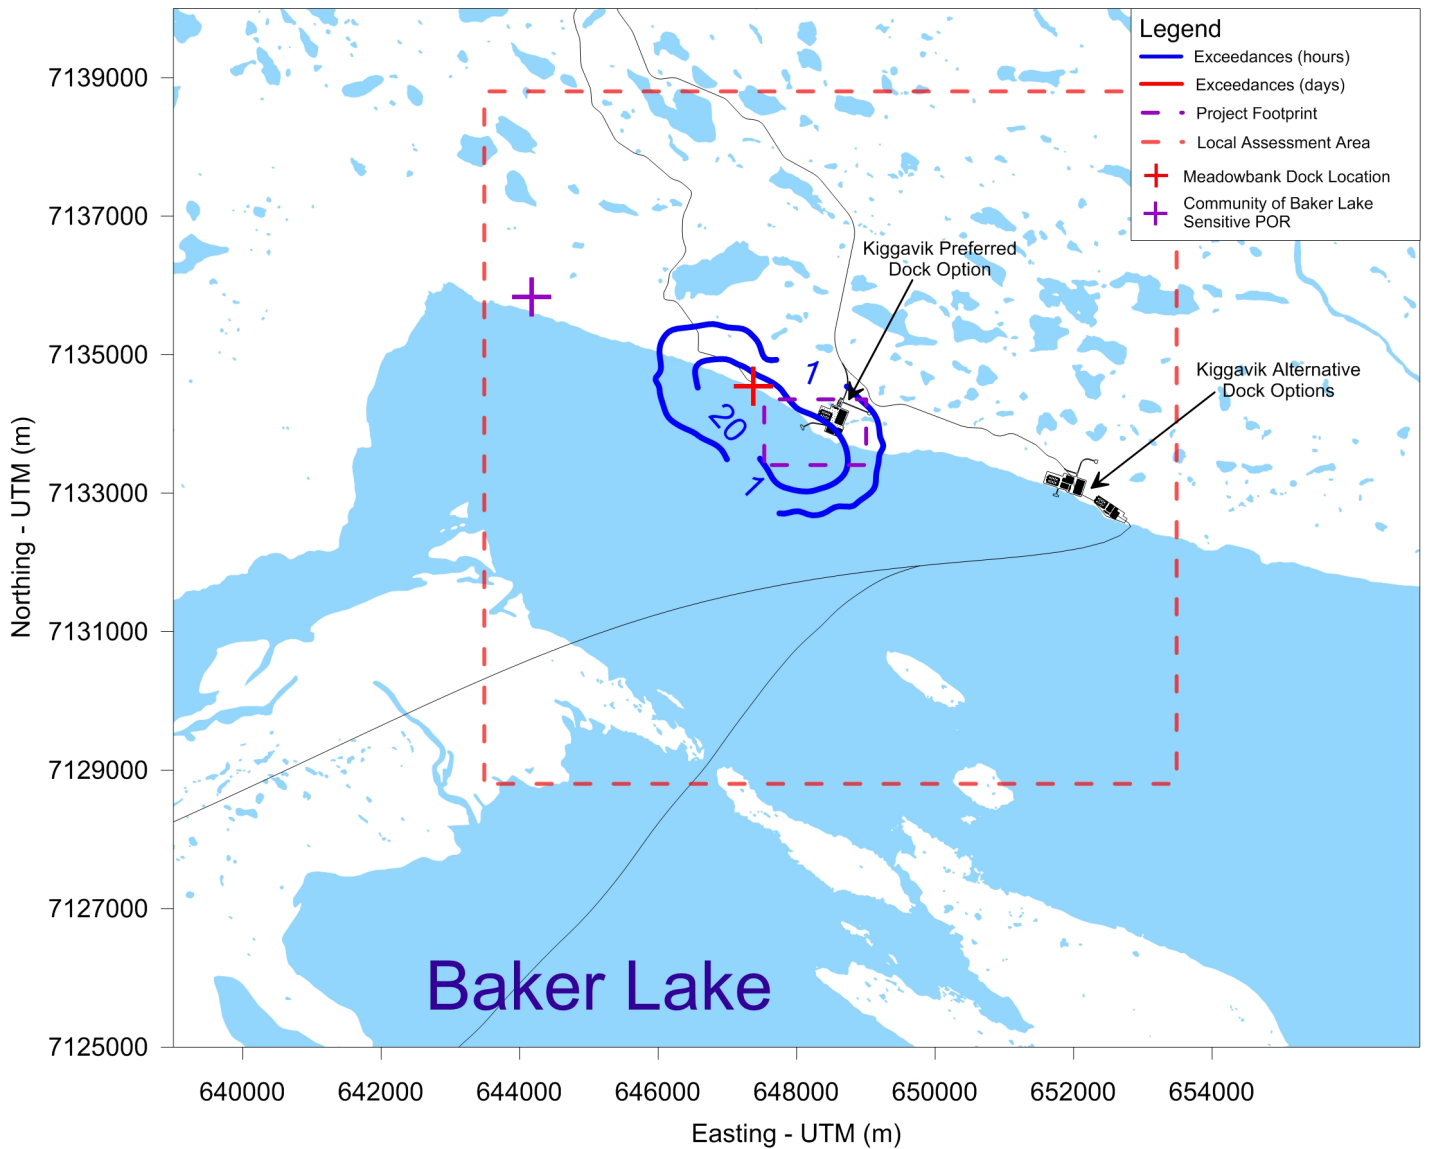 Legend
Exceedances (hours)
Exceedances (days)
Project Footprint
Local Assessment Area
Meadowbank Dock Location
Community of Baker Lake
Sensitive POR
Kiggavik Preferred
Dock Option
Kiggavik Alternative
Dock Options
1
20
1
Baker Lake
Northing - UTM (m)
7139000
7137000
7135000
7133000
7131000
7129000
7127000
7125000
640000 642000 644000 646000 648000 650000 652000 654000
Easting - UTM (m)